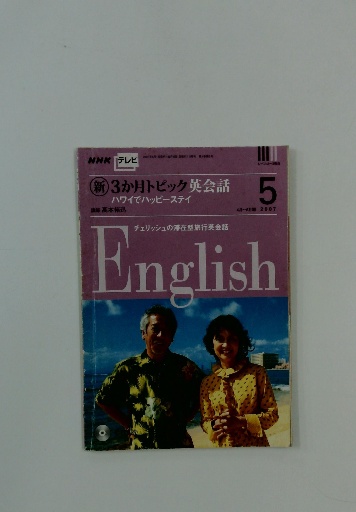 NHK テレビ
新 3か月トピック英会話
ハワイでハッピーステイ
5
2007
チェリッシュの滞在型旅行英会話
English